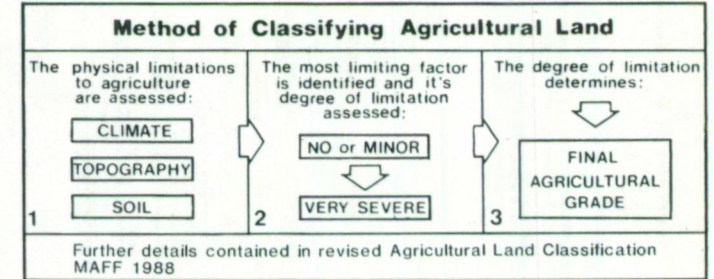 Method of Classifying Agricultural Land
The physical limitations
to agriculture
are assessed:
CLIMATE
TOPOGRAPHY
SOIL
1
The most limiting factor
is identified and it's
degree of limitation
assessed:
NO or MINOR
VERY SEVERE
2
The degree of limitation
determines:
FINAL
AGRICULTURAL
GRADE
3
Further details contained in revised Agricultural Land Classification
MAFF 1988